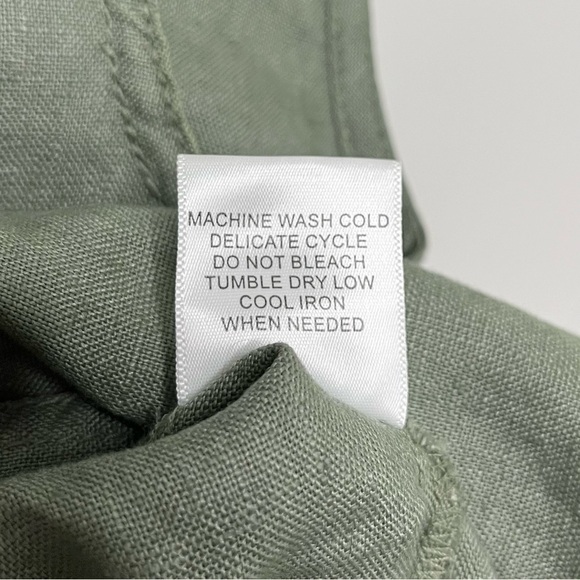 MACHINE WASH COLD
DELICATE CYCLE
DO NOT BLEACH
TUMBLE DRY LOW
COOL IRON
WHEN NEEDED